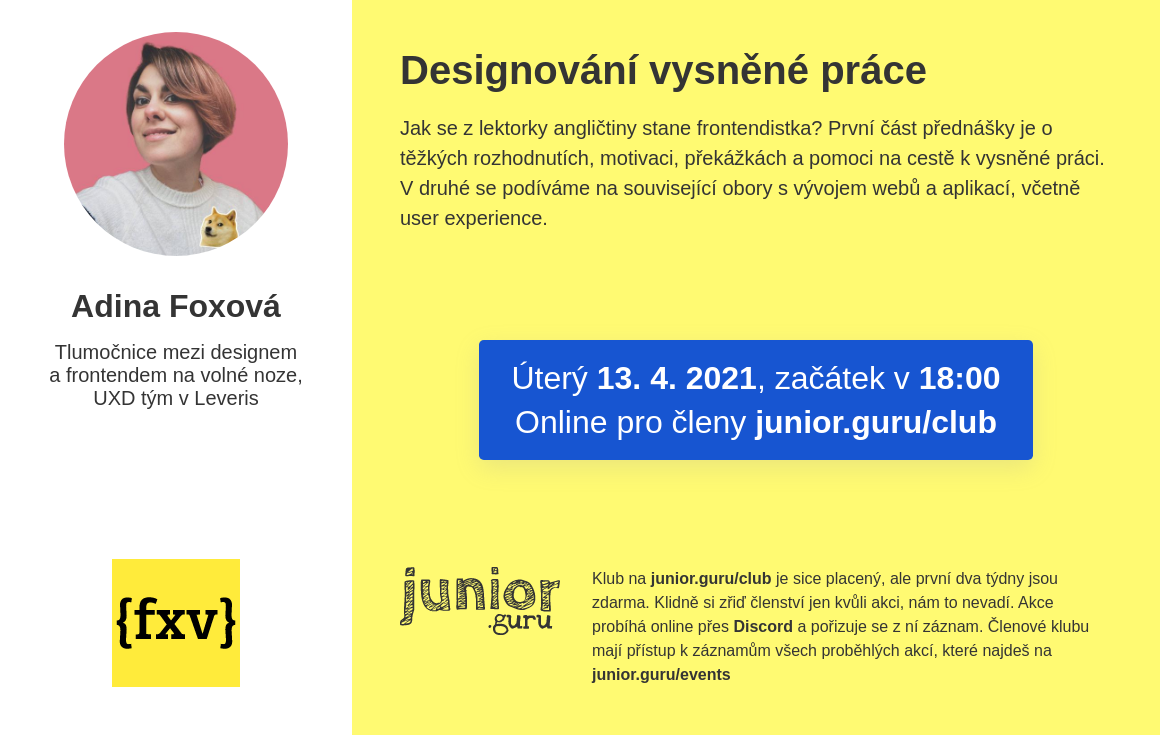 Adina Foxová
Tlumočnice mezi designem
a frontendem na volné noze,
UXD tým v Leveris
{fxv}
Designování vysněné práce
Jak se z lektorky angličtiny stane frontendistka? První část přednášky je o
těžkých rozhodnutích, motivaci, překážkách a pomoci na cestě k vysněné práci.
V druhé se podíváme na související obory s vývojem webů a aplikací, včetně
user experience.
Úterý 13. 4. 2021, začátek v 18:00
Online pro členy junior.guru/club
junior
.guru
Klub na junior.guru/club je sice placený, ale první dva týdny jsou
zdarma. Klidně si zřiď členství jen kvůli akci, nám to nevadí. Akce
probíhá online přes Discord a pořizuje se z ní záznam. Členové klubu
mají přístup k záznamům všech proběhlých akcí, které najdeš na
junior.guru/events